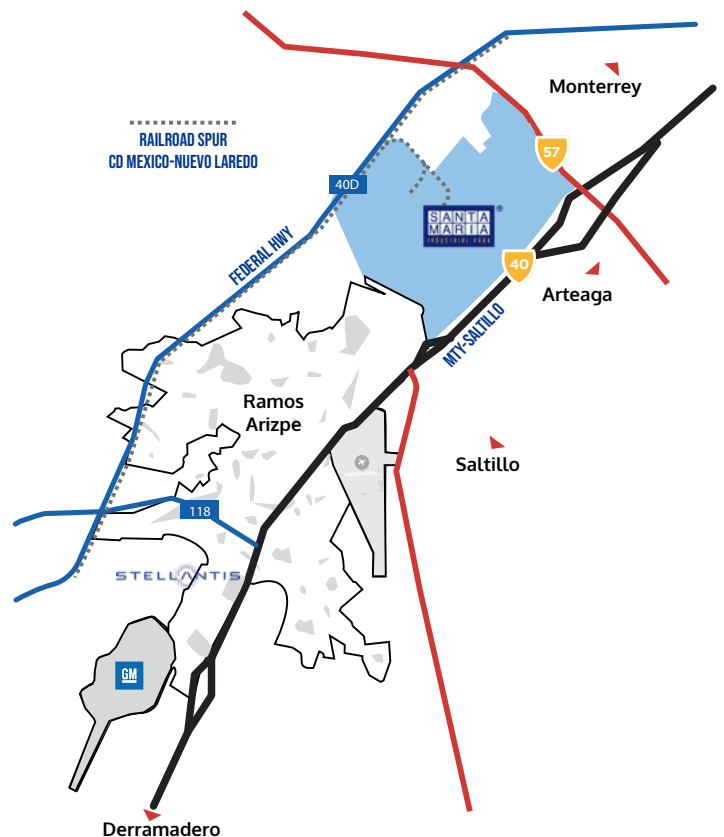 Monterrey
RAILROAD SPUR
CD MEXICO-NUEVO LAREDO
57
40D
SANTA
MARIA
®
INDUSTRIAL PARK
FEDERAL HWY
40
Arteaga
MTY-SALTILLO
Ramos
Arizpe
Saltillo
118
STELLANTIS
GM
Derramadero